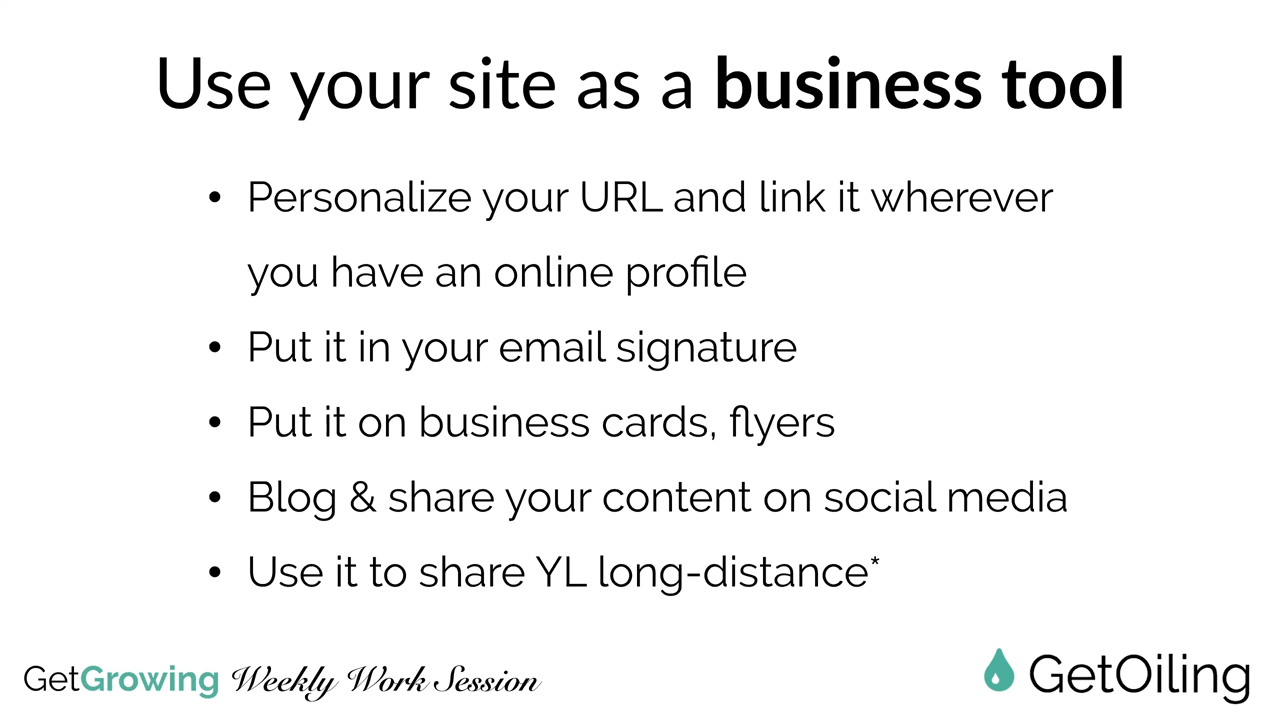 Use your site as a business tool
• Personalize your URL and link it wherever
you have an online profile
• Put it in your email signature
• Put it on business cards, flyers
• Blog & share your content on social media
• Use it to share YL long-distance*
GetGrowing Weekly Work Session
GetOiling